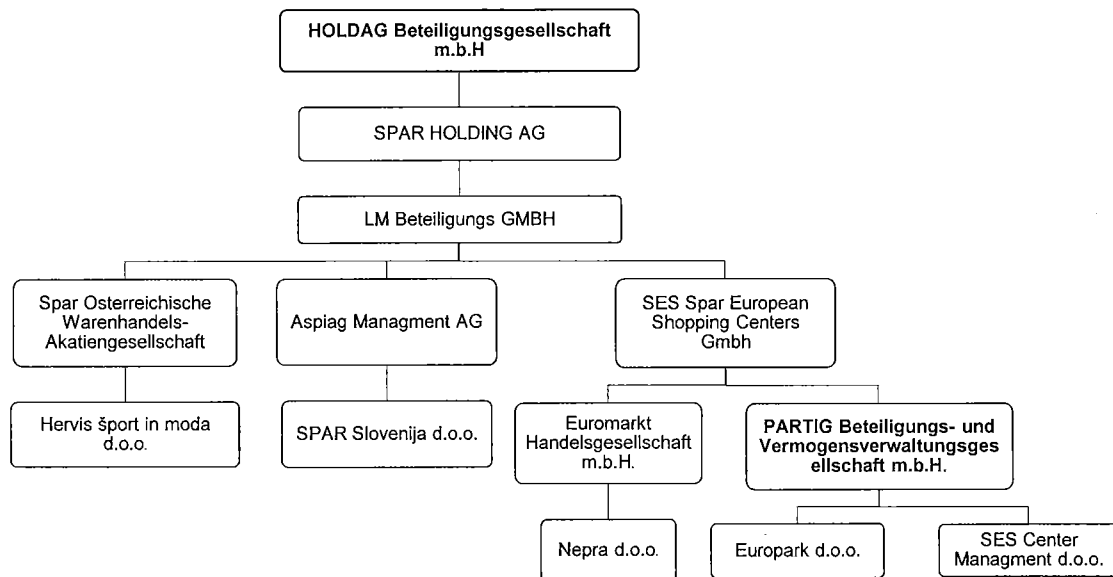 HOLDAG Beteiligungsgesellschaft
m.b.H
SPAR HOLDING AG
LM Beteiligungs GMBH
Spar Osterreichische
Warenhandels-
Akatiengesellschaft
Aspiag Managment AG
SES Spar European
Shopping Centers
Gmbh
Hervis šport in moda
d.o.o.
SPAR Slovenija d.o.o.
Euromarkt
Handelsgesellschaft
m.b.H.
PARTIG Beteiligungs- und
Vermogensverwaltungsges
ellschaft m.b.H.
Nepra d.o.o.
Europark d.o.o.
SES Center
Managment d.o.o.